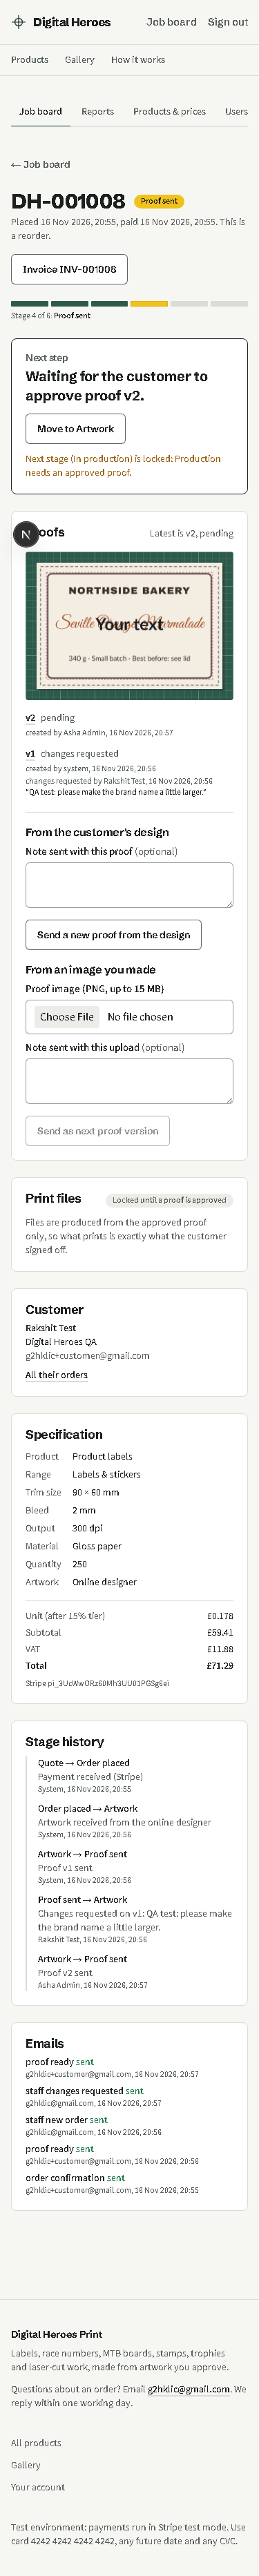 Digital Heroes
Job board
Sign out
Products
Gallery
How it works
Job board
Reports
Products & prices
Users
← Job board
DH-001008
Proof sent
Placed 16 Nov 2026, 20:55, paid 16 Nov 2026, 20:55. This is
a reorder.
Invoice INV-001008
Stage 4 of 6: Proof sent
Next step
Waiting for the customer to
approve proof v2.
Move to Artwork
Next stage (In production) is locked: Production
needs an approved proof.
N
oofs
Latest is v2, pending
NORTHSIDE BAKERY
Seville Marmalade
Your text
340 g · Small batch · Best before: see lid
v2 pending
created by Asha Admin, 16 Nov 2026, 20:57
v1 changes requested
created by system, 16 Nov 2026, 20:56
changes requested by Rakshit Test, 16 Nov 2026, 20:56
"QA test: please make the brand name a little larger."
From the customer's design
Note sent with this proof (optional)
Send a new proof from the design
From an image you made
Proof image (PNG, up to 15 MB)
Choose File No file chosen
Note sent with this upload (optional)
Send as next proof version
Print files
Locked until a proof is approved
Files are produced from the approved proof
only, so what prints is exactly what the customer
signed off.
Customer
Rakshit Test
Digital Heroes QA
g2hklic+customer@gmail.com
All their orders
Specification
Product Product labels
Range Labels & stickers
Trim size 90 × 60 mm
Bleed 2 mm
Output 300 dpi
Material Gloss paper
Quantity 250
Artwork Online designer
Unit (after 15% tier) £0.178
Subtotal £59.41
VAT £11.88
Total £71.29
Stage history
Quote → Order placed
Payment received (Stripe)
System, 16 Nov 2026, 20:55
Order placed → Artwork
Artwork received from the online designer
System, 16 Nov 2026, 20:56
Artwork → Proof sent
Proof v1 sent
System, 16 Nov 2026, 20:56
Proof sent → Artwork
Changes requested on v1: QA test: please make
the brand name a little larger.
Rakshit Test, 16 Nov 2026, 20:56
Artwork → Proof sent
Proof v2 sent
Asha Admin, 16 Nov 2026, 20:57
Emails
proof ready sent
g2hklic+customer@gmail.com, 16 Nov 2026, 20:57
staff changes requested sent
g2hklic@gmail.com, 16 Nov 2026, 20:57
staff new order sent
g2hklic@gmail.com, 16 Nov 2026, 20:56
proof ready sent
g2hklic+customer@gmail.com, 16 Nov 2026, 20:56
order confirmation sent
g2hklic+customer@gmail.com, 16 Nov 2026, 20:55
Digital Heroes Print
Labels, race numbers, MTB boards, stamps, trophies
and laser-cut work, made from artwork you approve.
Questions about an order? Email g2hklic@gmail.com. We
reply within one working day.
All products
Gallery
Your account
Test environment: payments run in Stripe test mode. Use
card 4242 4242 4242 4242, any future date and any CVC.